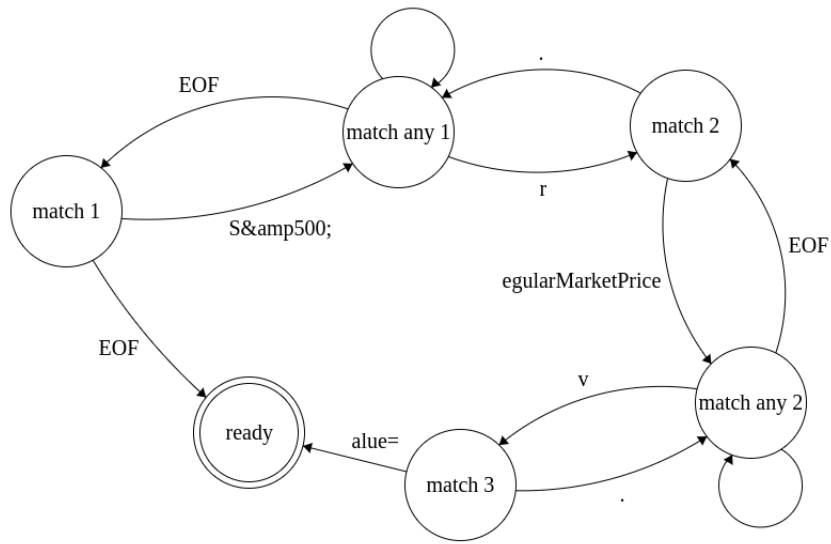 .
EOF
match any 1
match 2
match 1
r
S&amp500;
EOF
egularMarketPrice
EOF
v
match any 2
ready
alue=
match 3
.